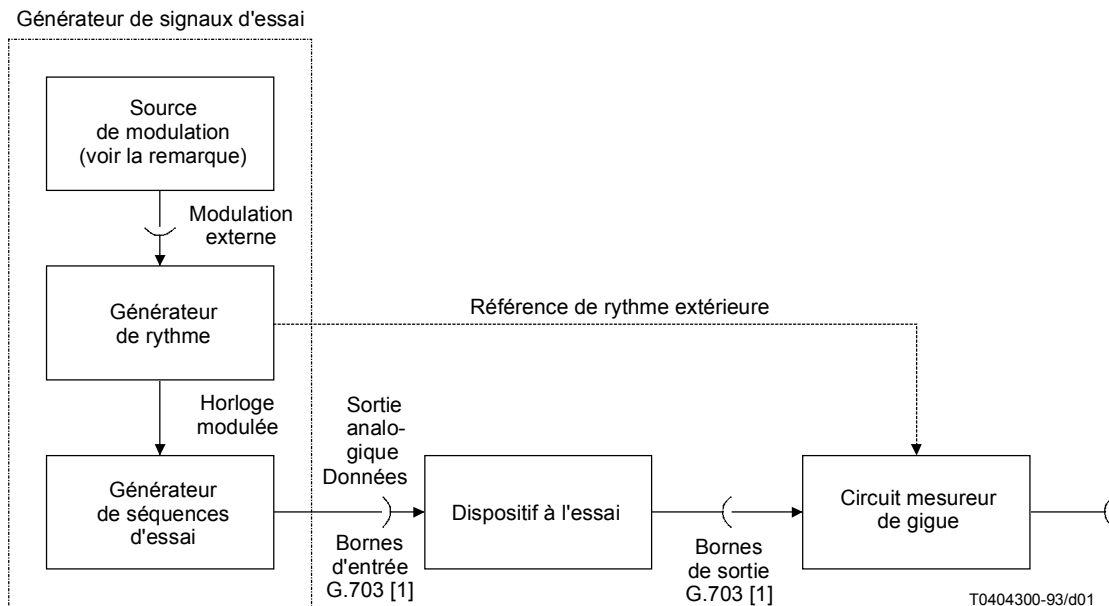 Générateur de signaux d'essai
Source
de modulation
(voir la remarque)
Modulation
externe
Générateur
de rythme
Référence de rythme extérieure
Horloge
modulée
Sortie
analo-
gique
Données
Générateur
de séquences
d'essai
Bornes
d'entrée
G.703 [1]
Dispositif à l'essai
Bornes
de sortie
G.703 [1]
Circuit mesureur
de gigue
T0404300-93/d01